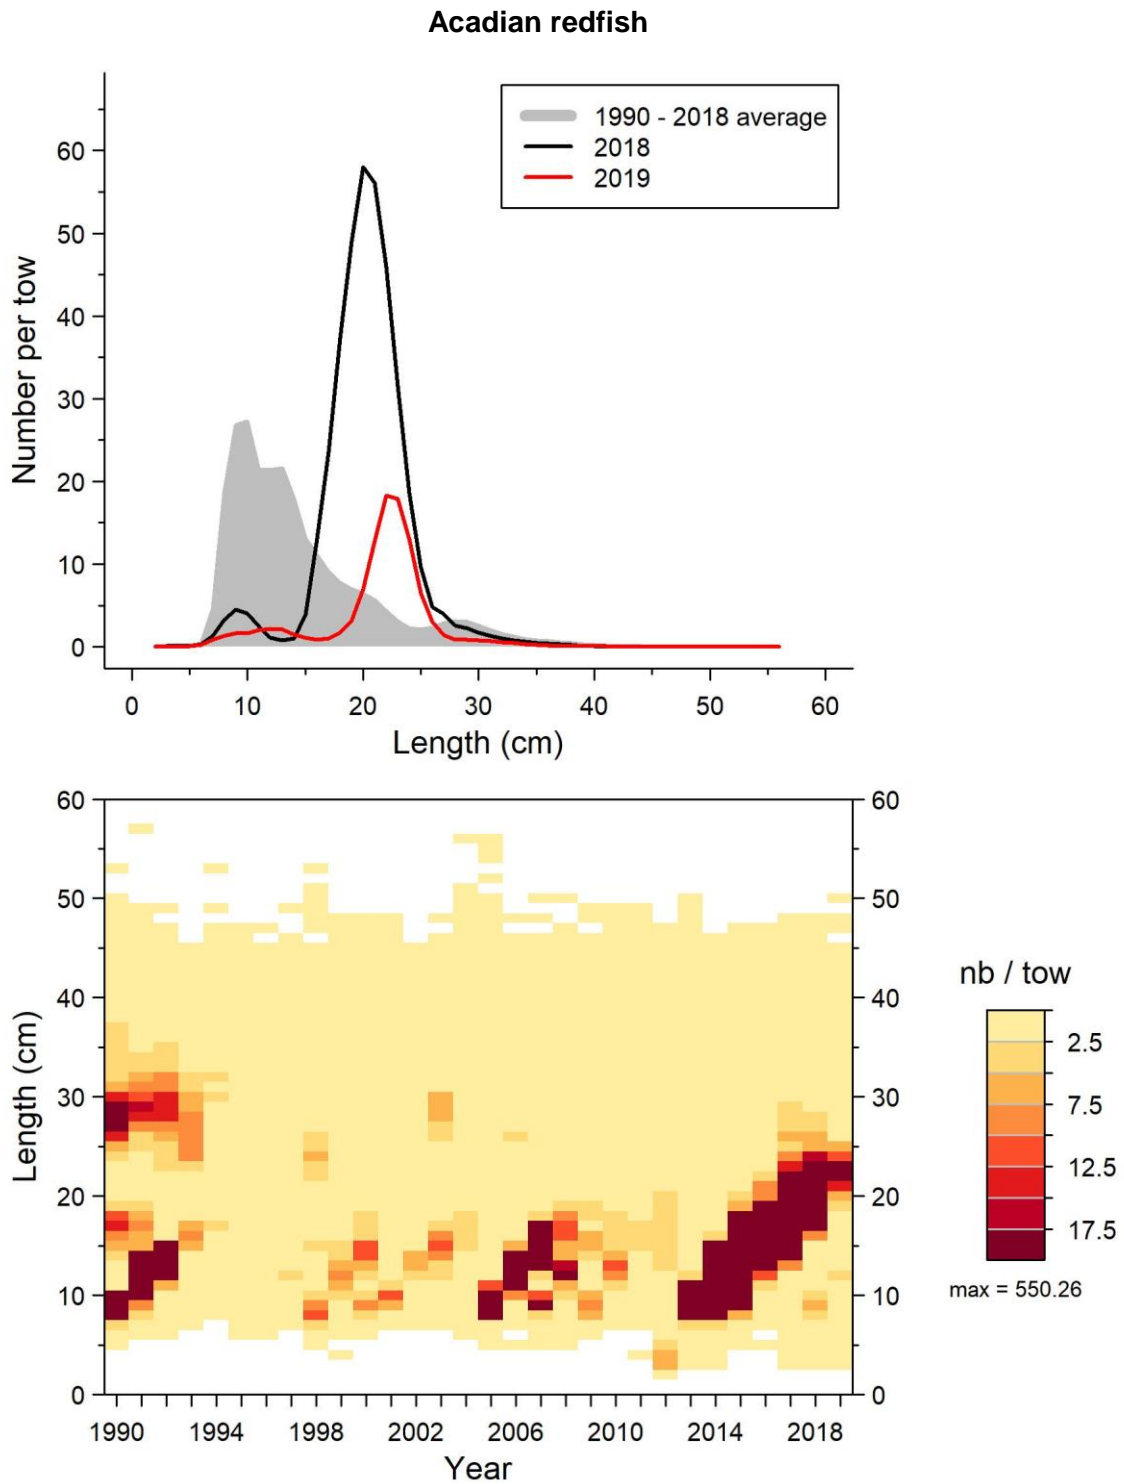 Acadian redfish
1990 - 2018 average
2018
2019
60
50
40
30
20
10
0
Number per tow
0 10 20 30 40 50 60
Length (cm)
60
50
40
30
20
10
0
Length (cm)
60
50
40
30
20
10
0
1990 1994 1998 2002 2006 2010 2014 2018
Year
nb / tow
2.5
7.5
12.5
17.5
max = 550.26